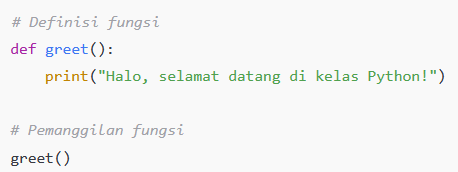 # Definisi fungsi
def greet():
    print("Halo, selamat datang di kelas Python!")
# Pemanggilan fungsi
greet()